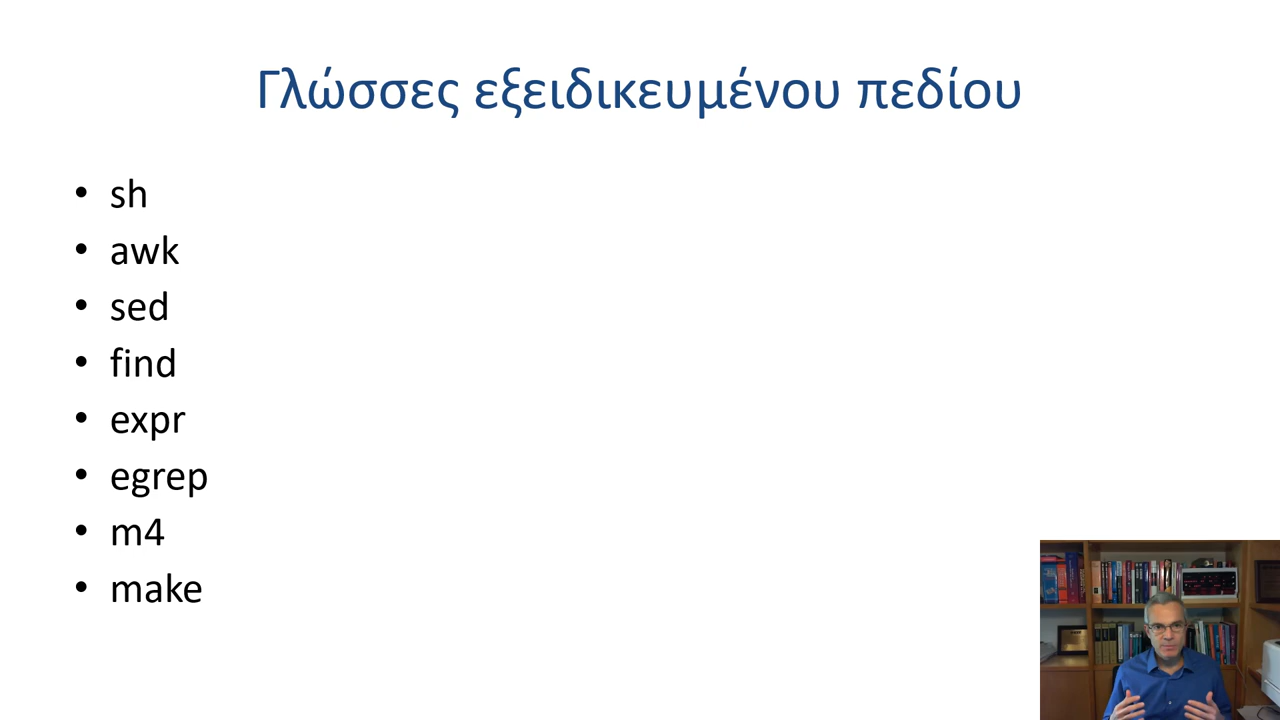 Γλώσσες εξειδικευμένου πεδίου
• sh
• awk
• sed
• find
• expr
• egrep
• m4
• make